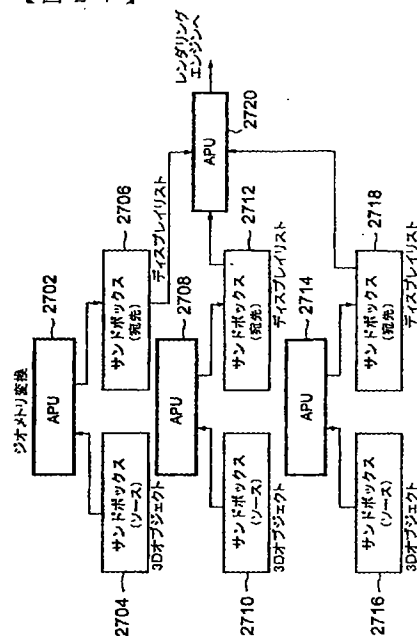 レンダリング
エンジンへ
APU
2720
2706
ディスプレイリスト
2712
ディスプレイリスト
2718
ディスプレイリスト
サンドボックス
(宛先)
サンドボックス
(宛先)
サンドボックス
(宛先)
ジオメトリ変換
2702
APU
2708
APU
2714
APU
サンドボックス
(ソース)
3Dオブジェクト
2704
サンドボックス
(ソース)
3Dオブジェクト
2710
サンドボックス
(ソース)
3Dオブジェクト
2716